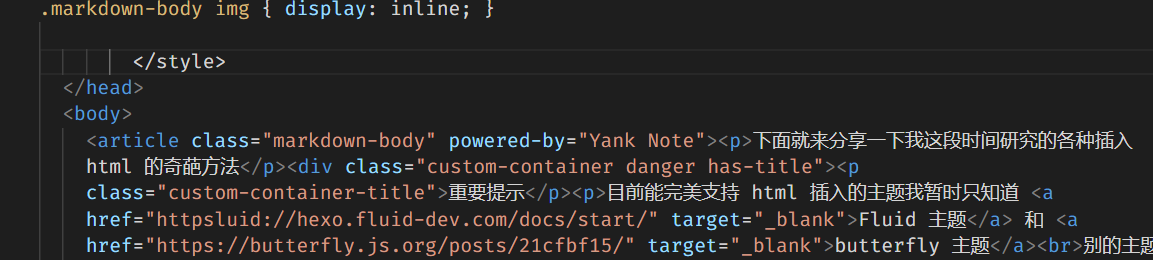 .markdown-body img { display: inline; }
</style>
</head>
<body>
<article class="markdown-body" powered-by="Yank Note"><p>下面就来分享一下我这段时间研究的各种插入
html 的奇葩方法</p><div class="custom-container danger has-title"><p
class="custom-container-title">重要提示</p><p>目前能完美支持 html 插入的主题我暂时只知道 <a
href="httpsluid://hexo.fluid-dev.com/docs/start/" target="_blank">Fluid 主题</a> 和 <a
href="https://butterfly.js.org/posts/21cfbf15/" target="_blank">butterfly 主题</a><br>别的主题